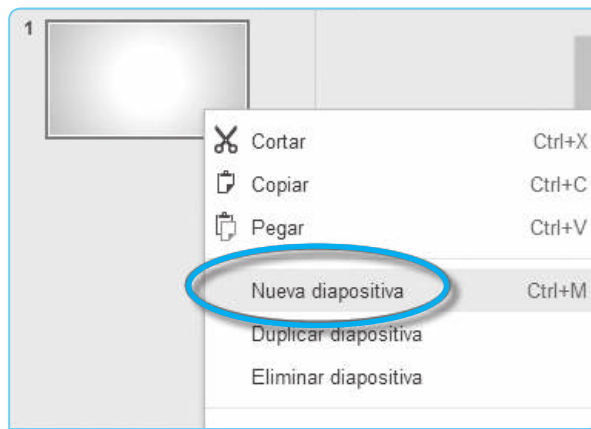 1
Cortar Ctrl+X
Copiar Ctrl+C
Pegar Ctrl+V
Nueva diapositiva Ctrl+M
Duplicar diapositiva
Eliminar diapositiva